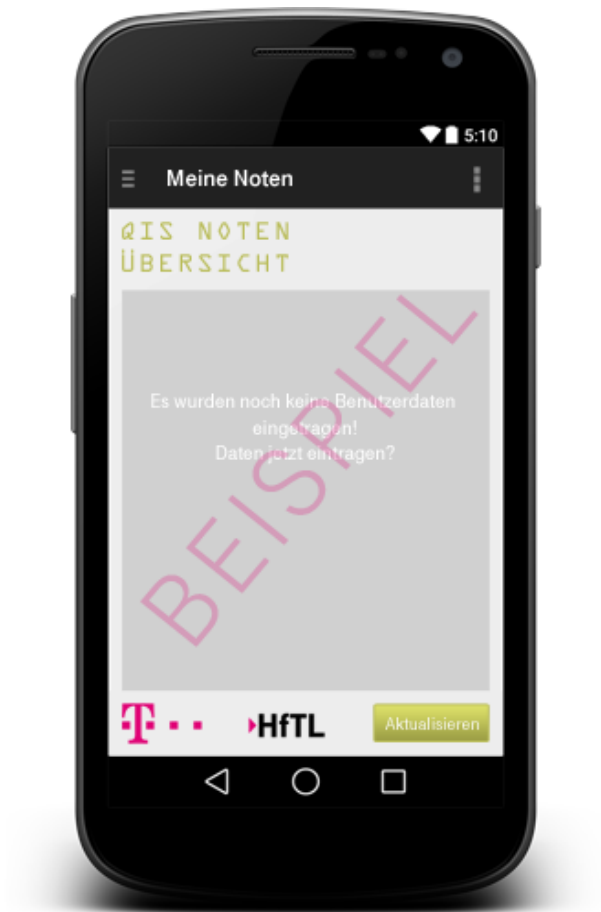 5:10
Meine Noten
QIS NOTEN
ÜBERSICHT
Es wurden noch keine Benutzerdaten
eingetragen!
Daten jetzt eintragen?
BEISPIEL
T
HfTL
Aktualisieren